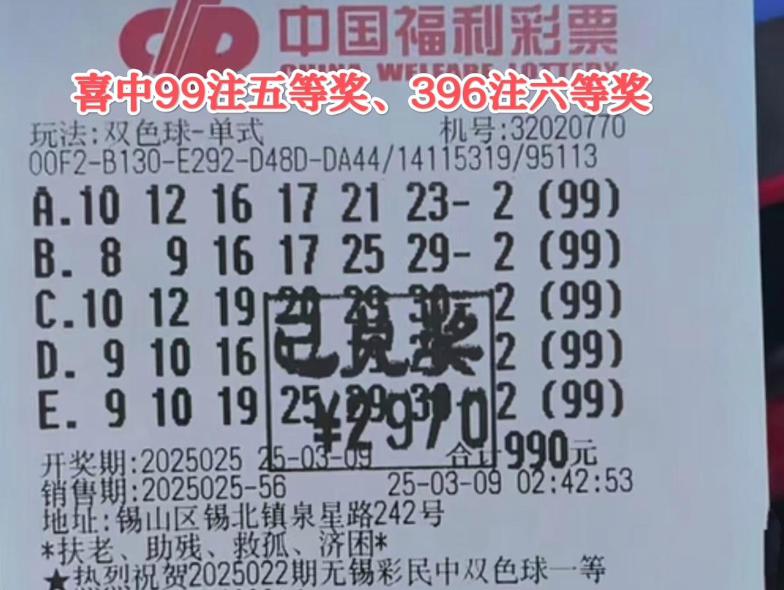 中国福利彩票
CHINA WELFARE LOTTERY
喜中99注五等奖、396注六等奖
玩法:双色球-单式 机号:32020770
00F2-B130-E292-D48D-DA44/14115319/95113
A.10 12 16 17 21 23- 2 (99)
B. 8 9 16 17 25 29- 2 (99)
C.10 12 19 20 29 30- 2 (99)
D. 9 10 16 2 (99)
E. 9 10 19 25 29 30- 2 (99)
已兑奖
¥2970
开奖期:2025025 25-03-09 合计990元
销售期:2025025-56 25-03-09 02:42:53
地址:锡山区锡北镇泉星路242号
*扶老、助残、救孤、济困*
★热烈祝贺2025022期无锡彩民中双色球一等